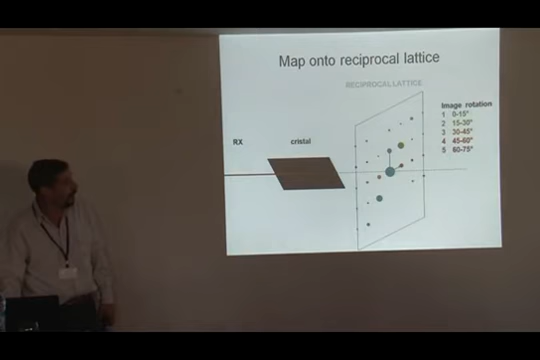 Map onto reciprocal lattice
RECIPROCAL LATTICE
Image rotation
1 0-15°
2 15-30°
3 30-45°
4 45-60°
5 60-75°
RX
cristal